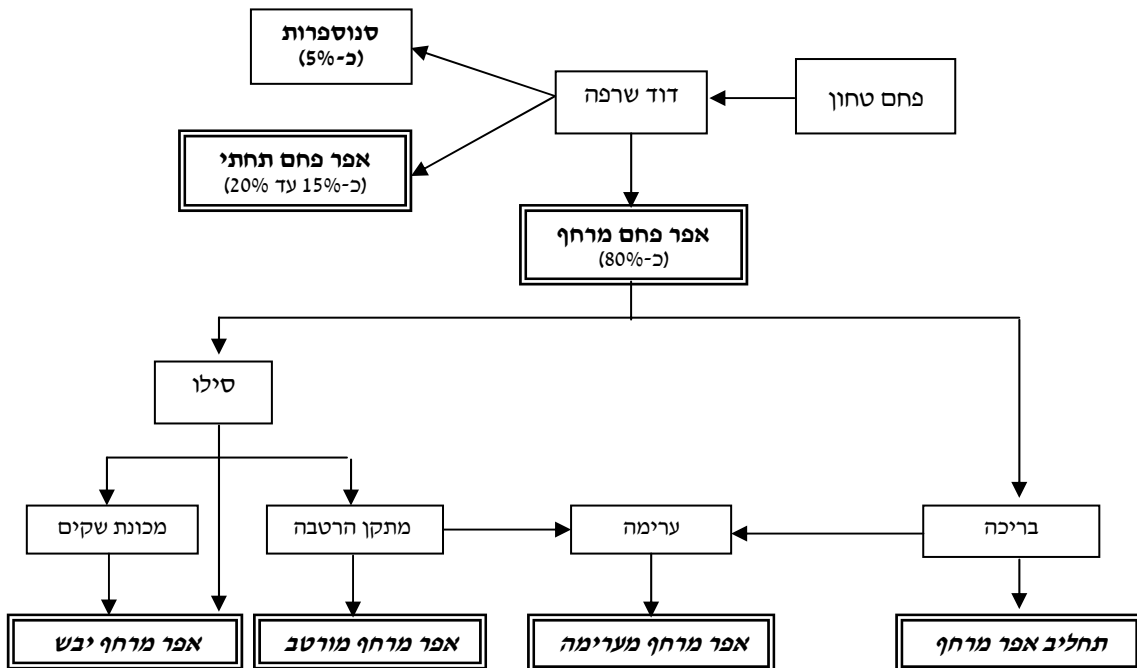 סנוספרות
(כ-5%)
פחם טחון
דוד שרפה
אפר פחם תחתי
(כ-15% עד 20%)
אפר פחם מרחף
(כ-80%)
סילו
בריכה
ערימה
מתקן הרטבה
מכונת שקים
תחליב אפר מרחף
אפר מרחף מערימה
אפר מרחף מורטב
אפר מרחף יבש